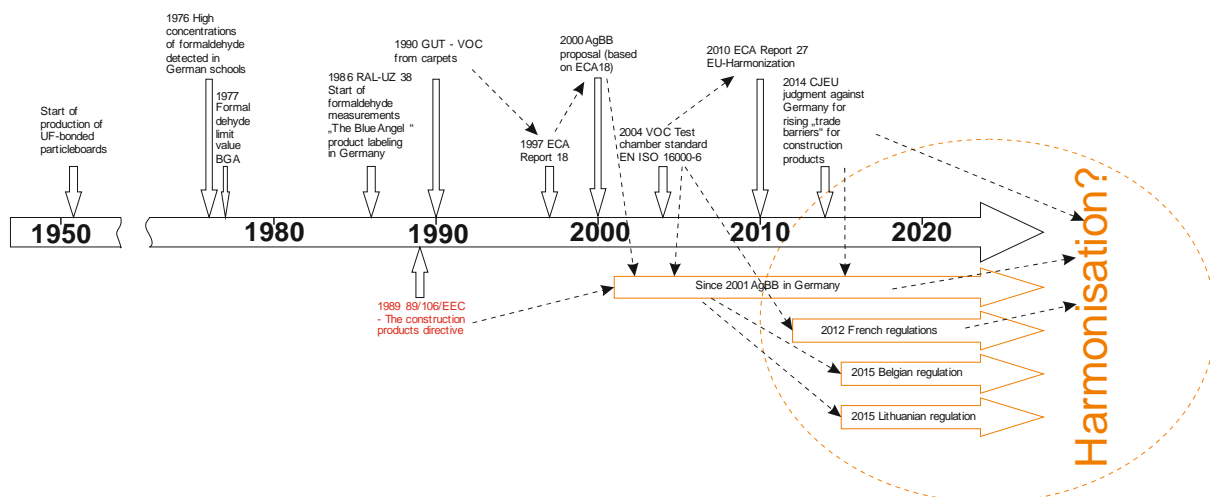 Start of
production of
UF-bonded
particleboards
1976 High
concentrations
of formaldehyde
detected in
German schools
1977
Formal
dehyde
limit
value
BGA
1986 RAL-UZ 38
Start of
formaldehyde
measurements
„The Blue Angel “
product labeling
in Germany
1990 GUT - VOC
from carpets
1997 ECA
Report 18
2000 AgBB
proposal (based
on ECA18)
2004 VOC Test
chamber standard
EN ISO 16000-6
2010 ECA Report 27
EU-Harmonization
2014 CJEU
judgment against
Germany for
rising „trade
barriers“ for
construction
products
1950
1980
1990
2000
2010
2020
1989 89/106/EEC
- The construction
products directive
Since 2001 AgBB in Germany
2012 French regulations
2015 Belgian regulation
2015 Lithuanian regulation
Harmonisation?